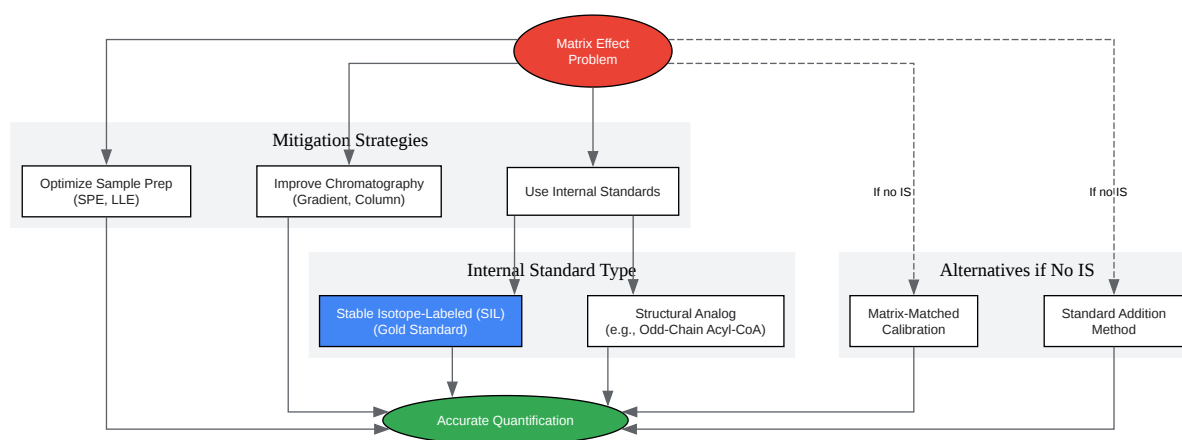 Matrix Effect
Problem
Mitigation Strategies
Optimize Sample Prep
(SPE, LLE)
Improve Chromatography
(Gradient, Column)
Use Internal Standards
If no IS
If no IS
Internal Standard Type
Alternatives if No IS
Stable Isotope-Labeled (SIL)
(Gold Standard)
Structural Analog
(e.g., Odd-Chain Acyl-CoA)
Matrix-Matched
Calibration
Standard Addition
Method
Accurate Quantification